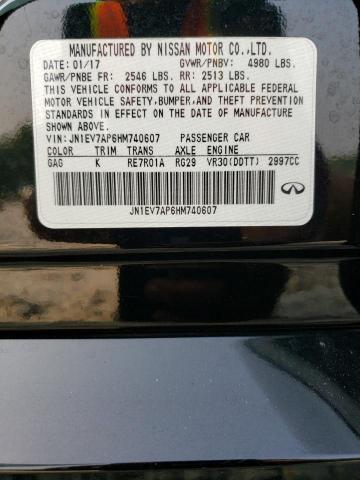 MANUFACTURED BY NISSAN MOTOR CO., LTD.
DATE: 01/17 GVWR/PNBV: 4980 LBS.
GAWR/PNBE FR: 2546 LBS. RR: 2513 LBS.
THIS VEHICLE CONFORMS TO ALL APPLICABLE FEDERAL
MOTOR VEHICLE SAFETY, BUMPER, AND THEFT PREVENTION
STANDARDS IN EFFECT ON THE DATE OF MANUFACTURE
SHOWN ABOVE.
VIN: JN1EV7AP6HM740607 PASSENGER CAR
COLOR TRIM TRANS AXLE ENGINE
GAG K RE7R01A RG29 VR30(DDTT) 2997CC
JN1EV7AP6HM740607